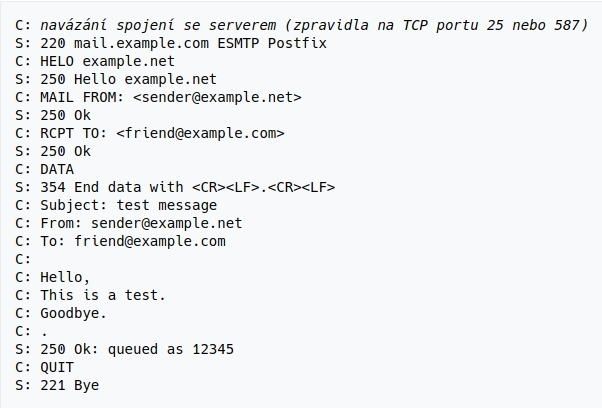 C: navázání spojení se serverem (zpravidla na TCP portu 25 nebo 587)
S: 220 mail.example.com ESMTP Postfix
C: HELO example.net
S: 250 Hello example.net
C: MAIL FROM: <sender@example.net>
S: 250 Ok
C: RCPT TO: <friend@example.com>
S: 250 Ok
C: DATA
S: 354 End data with <CR><LF>.<CR><LF>
C: Subject: test message
C: From: sender@example.net
C: To: friend@example.com
C:
C: Hello,
C: This is a test.
C: Goodbye.
C: .
S: 250 Ok: queued as 12345
C: QUIT
S: 221 Bye